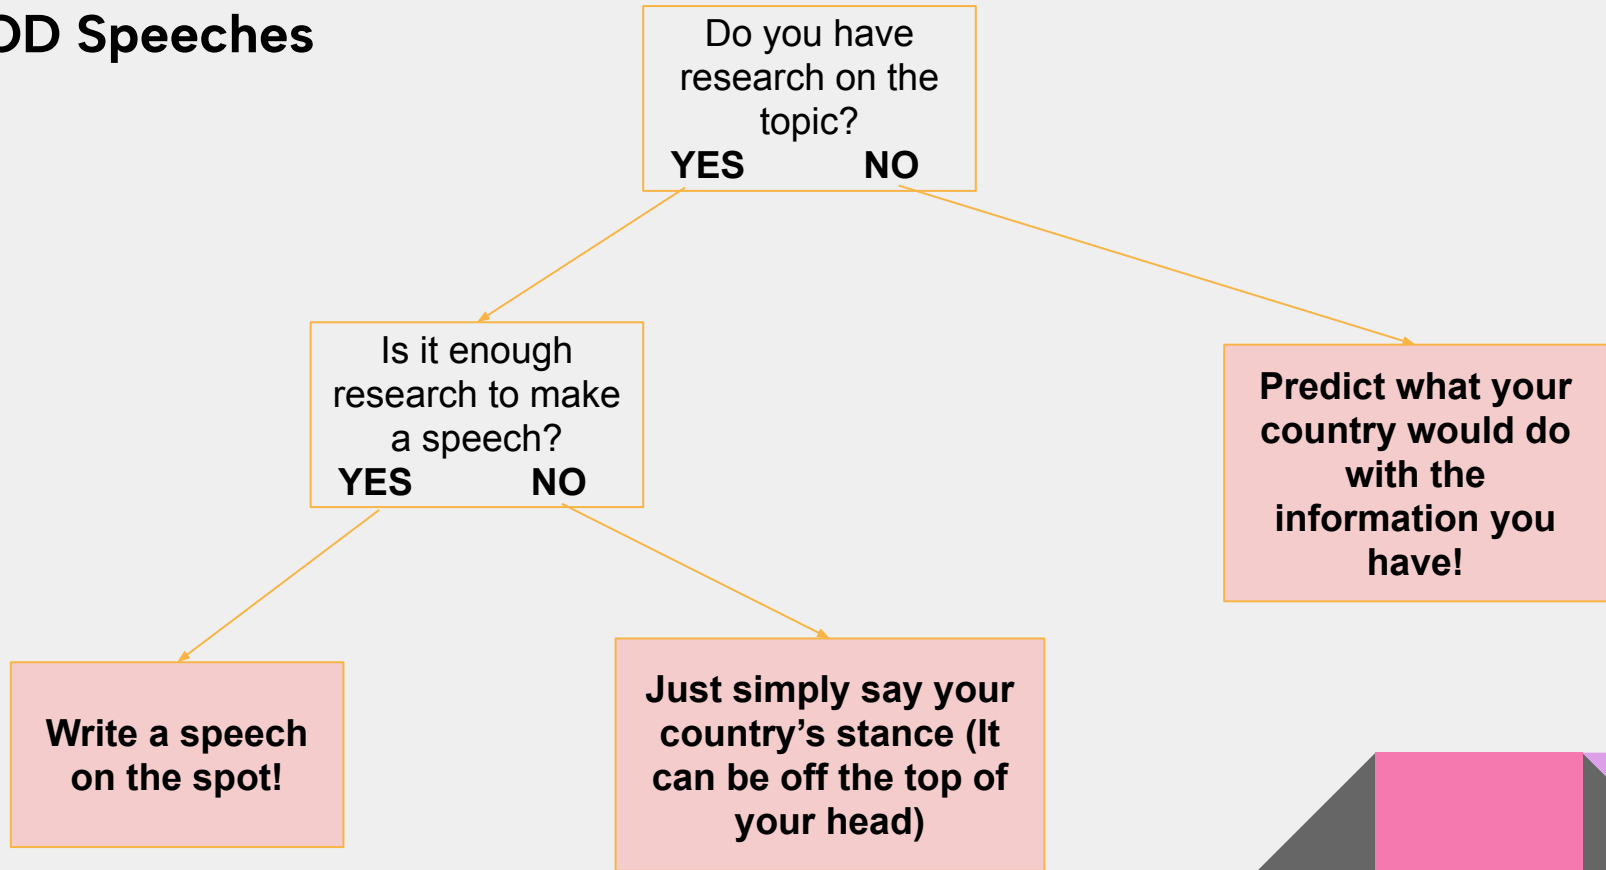 OD Speeches
Do you have
research on the
topic?
YES NO
Is it enough
research to make
a speech?
YES NO
Predict what your
country would do
with the
information you
have!
Write a speech
on the spot!
Just simply say your
country’s stance (It
can be off the top of
your head)